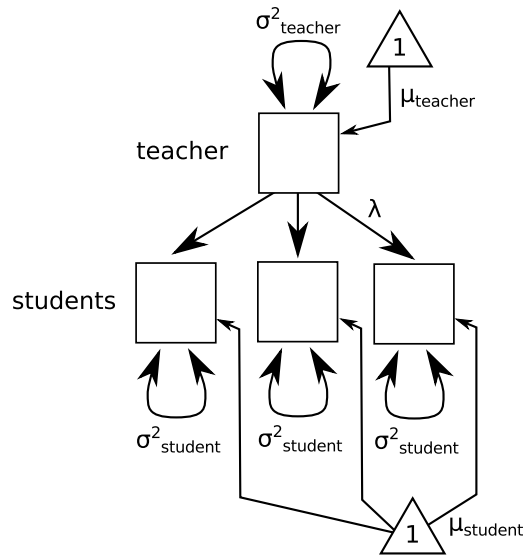 σ²teacher
1
μteacher
teacher
λ
students
σ²student
σ²student
σ²student
μstudent
1